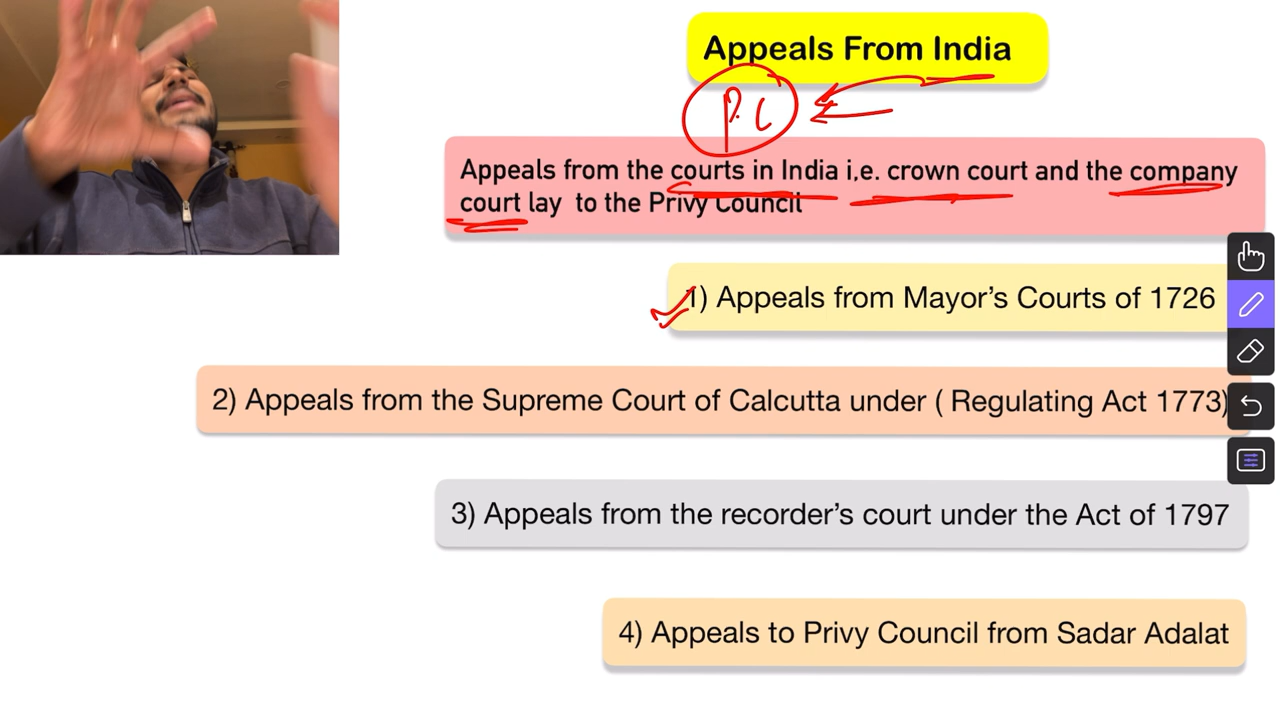 Appeals From India
P.C
Appeals from the courts in India i,e. crown court and the company
court lay to the Privy Council
1) Appeals from Mayor’s Courts of 1726
2) Appeals from the Supreme Court of Calcutta under ( Regulating Act 1773)
3) Appeals from the recorder’s court under the Act of 1797
4) Appeals to Privy Council from Sadar Adalat